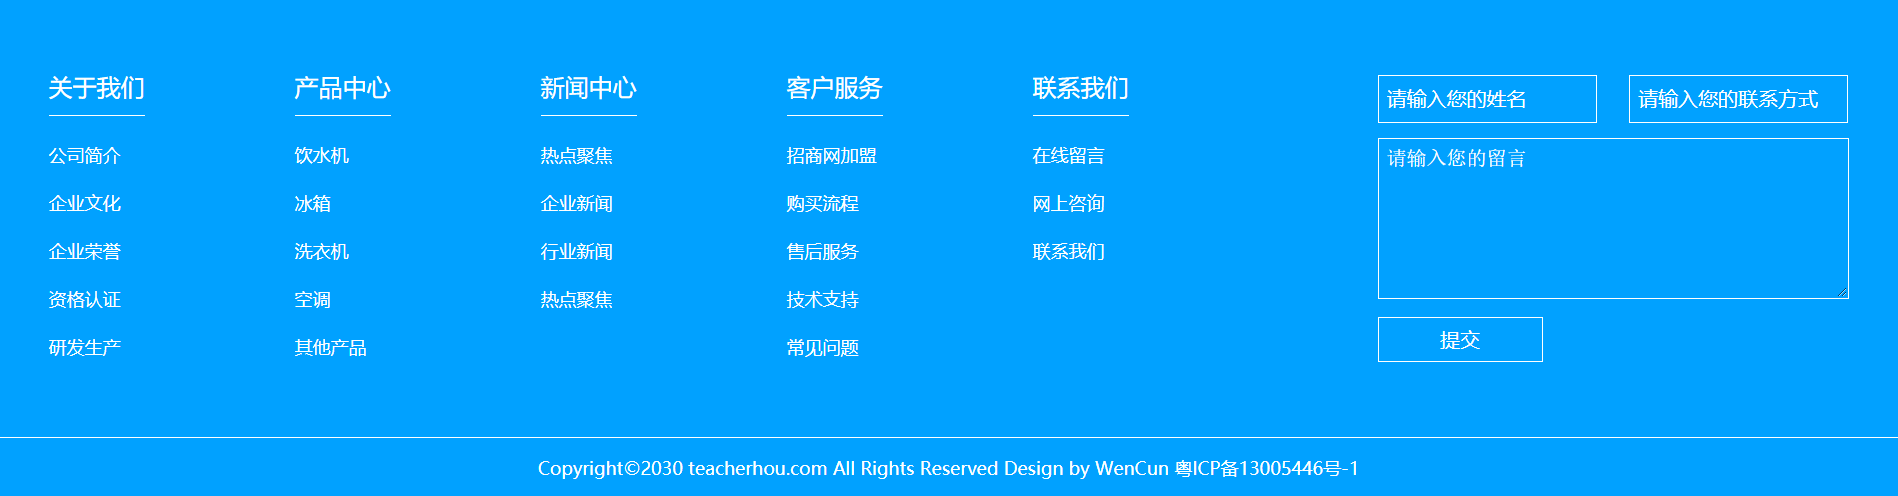 关于我们
公司简介
企业文化
企业荣誉
资格认证
研发生产
产品中心
饮水机
冰箱
洗衣机
空调
其他产品
新闻中心
热点聚焦
企业新闻
行业新闻
热点聚焦
客户服务
招商网加盟
购买流程
售后服务
技术支持
常见问题
联系我们
在线留言
网上咨询
联系我们
请输入您的姓名
请输入您的联系方式
请输入您的留言
提交
Copyright©2030 teacherhou.com All Rights Reserved Design by WenCun 粤ICP备13005446号-1